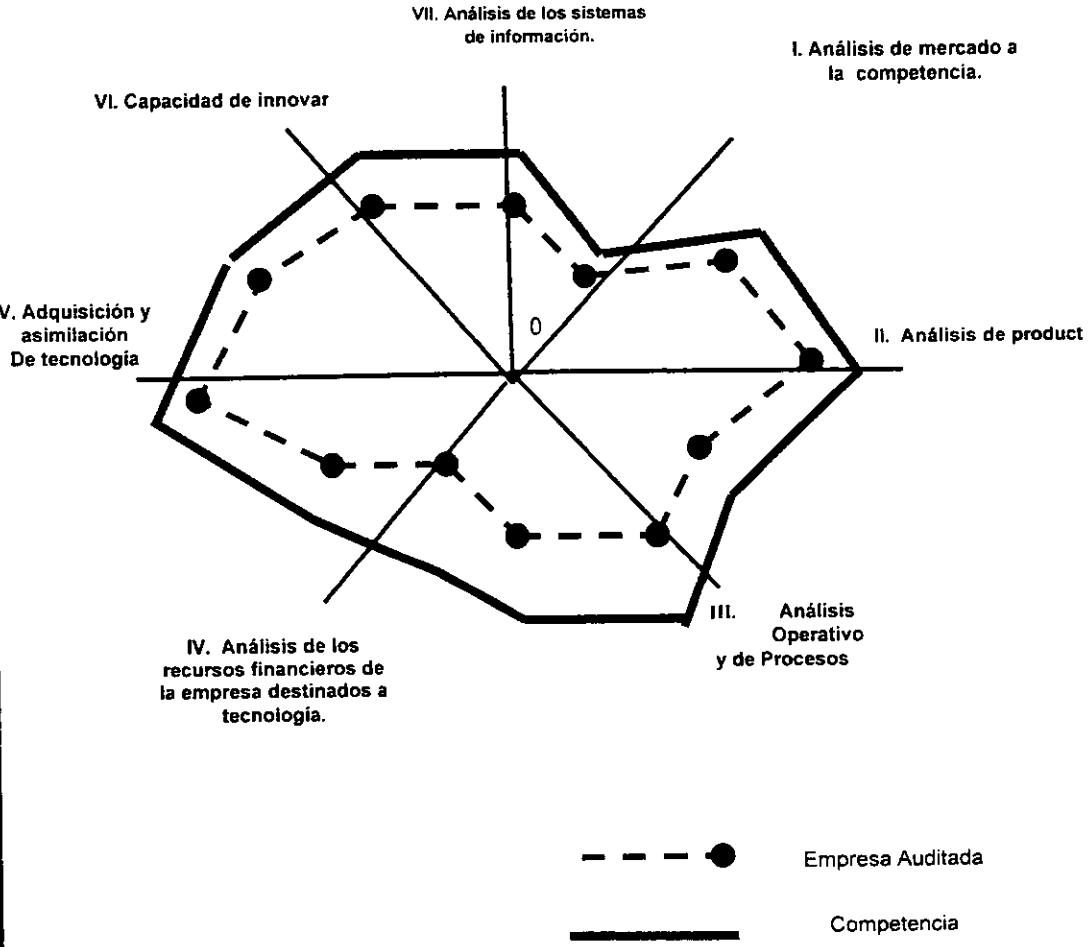 VII. Análisis de los sistemas
de información.
I. Análisis de mercado a
la competencia.
VI. Capacidad de innovar
V. Adquisición y
asimilación
De tecnología
0
II. Análisis de product
III. Análisis
Operativo
y de Procesos
IV. Análisis de los
recursos financieros de
la empresa destinados a
tecnología.
Empresa Auditada
Competencia